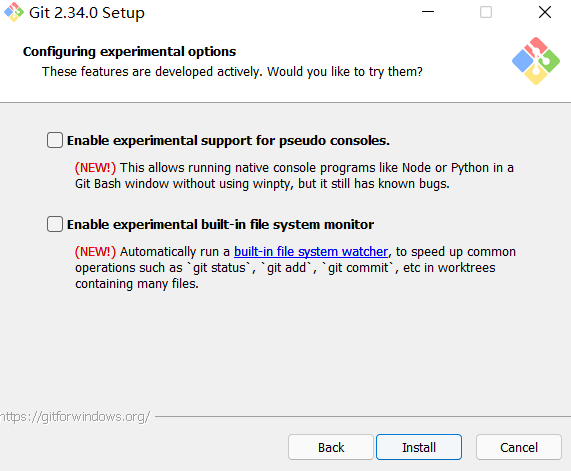 Git 2.34.0 Setup
Configuring experimental options
These features are developed actively. Would you like to try them?
Enable experimental support for pseudo consoles.
(NEW!) This allows running native console programs like Node or Python in a
Git Bash window without using winpty, but it still has known bugs.
Enable experimental built-in file system monitor
(NEW!) Automatically run a built-in file system watcher, to speed up common
operations such as `git status`, `git add`, `git commit`, etc in worktrees
containing many files.
https://gitforwindows.org/
Back Install Cancel